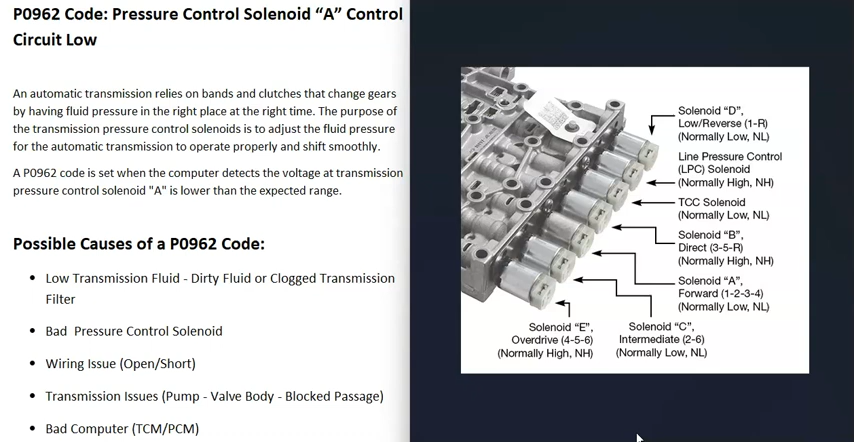 P0962 Code: Pressure Control Solenoid “A” Control
Circuit Low
An automatic transmission relies on bands and clutches that change gears
by having fluid pressure in the right place at the right time. The purpose of
the transmission pressure control solenoids is to adjust the fluid pressure
for the automatic transmission to operate properly and shift smoothly.
A P0962 code is set when the computer detects the voltage at transmission
pressure control solenoid "A" is lower than the expected range.
Possible Causes of a P0962 Code:
• Low Transmission Fluid - Dirty Fluid or Clogged Transmission
Filter
• Bad  Pressure Control Solenoid
• Wiring Issue (Open/Short)
• Transmission Issues (Pump - Valve Body - Blocked Passage)
• Bad Computer (TCM/PCM)
Solenoid “D”,
Low/Reverse (1-R)
(Normally Low, NL)
Line Pressure Control
(LPC) Solenoid
(Normally High, NH)
TCC Solenoid
(Normally Low, NL)
Solenoid “B”,
Direct (3-5-R)
(Normally High, NH)
Solenoid “A”,
Forward (1-2-3-4)
(Normally Low, NL)
Solenoid “E”,
Overdrive (4-5-6)
(Normally High, NH)
Solenoid “C”,
Intermediate (2-6)
(Normally Low, NL)